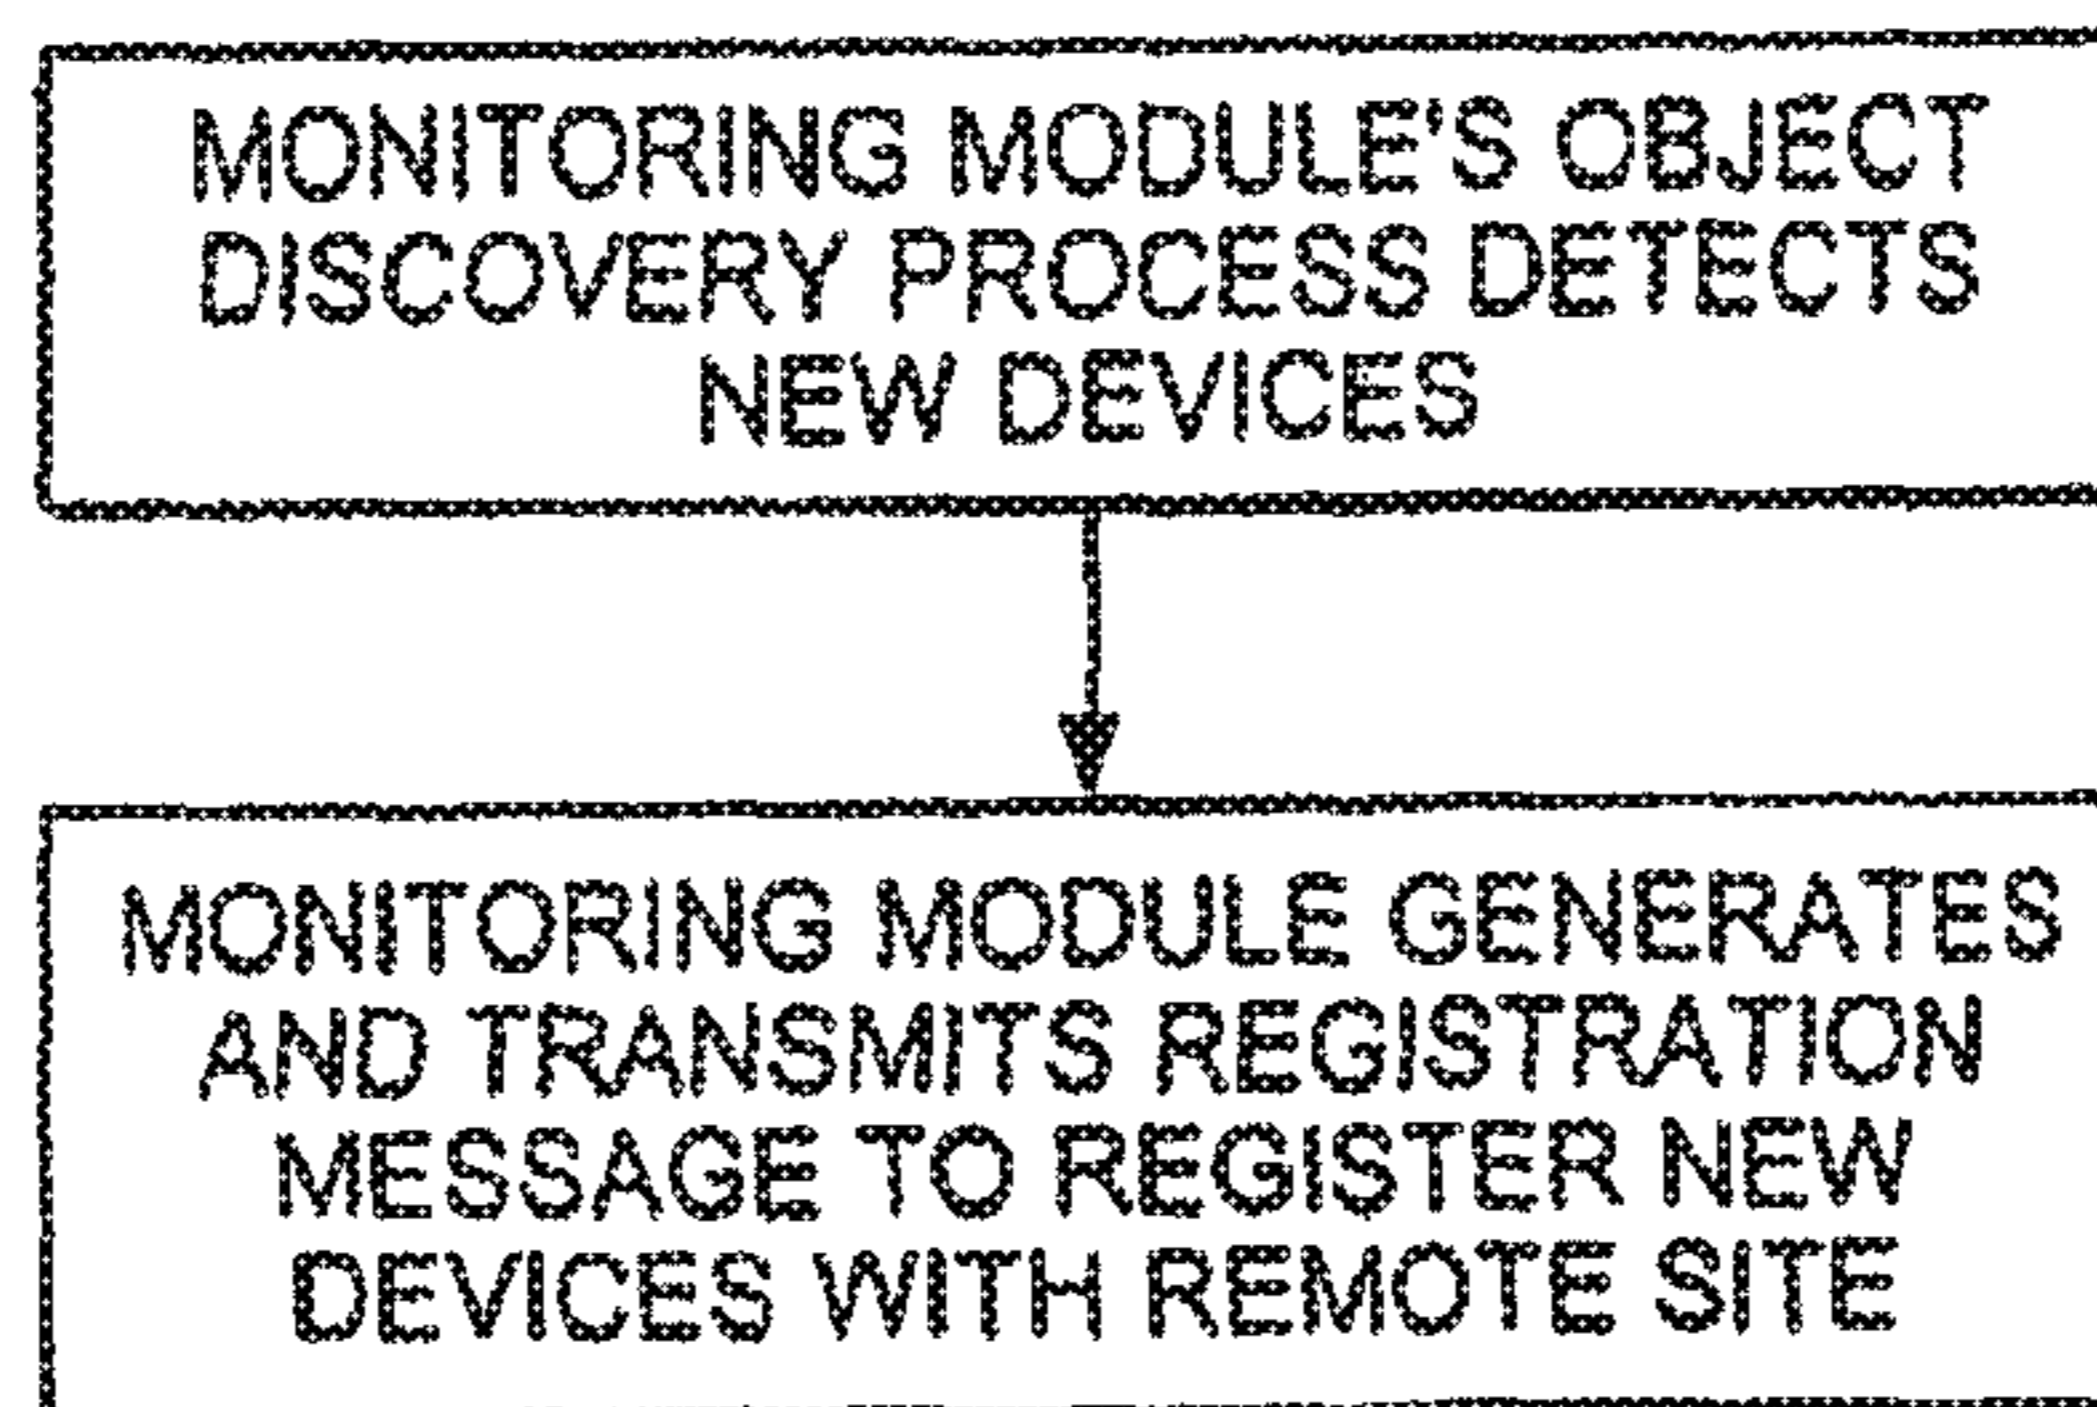 MONITORING MODULE'S OBJECT
DISCOVERY PROCESS DETECTS
NEW DEVICES
MONITORING MODULE GENERATES
AND TRANSMITS REGISTRATION
MESSAGE TO REGISTER NEW
DEVICES WITH REMOTE SITE